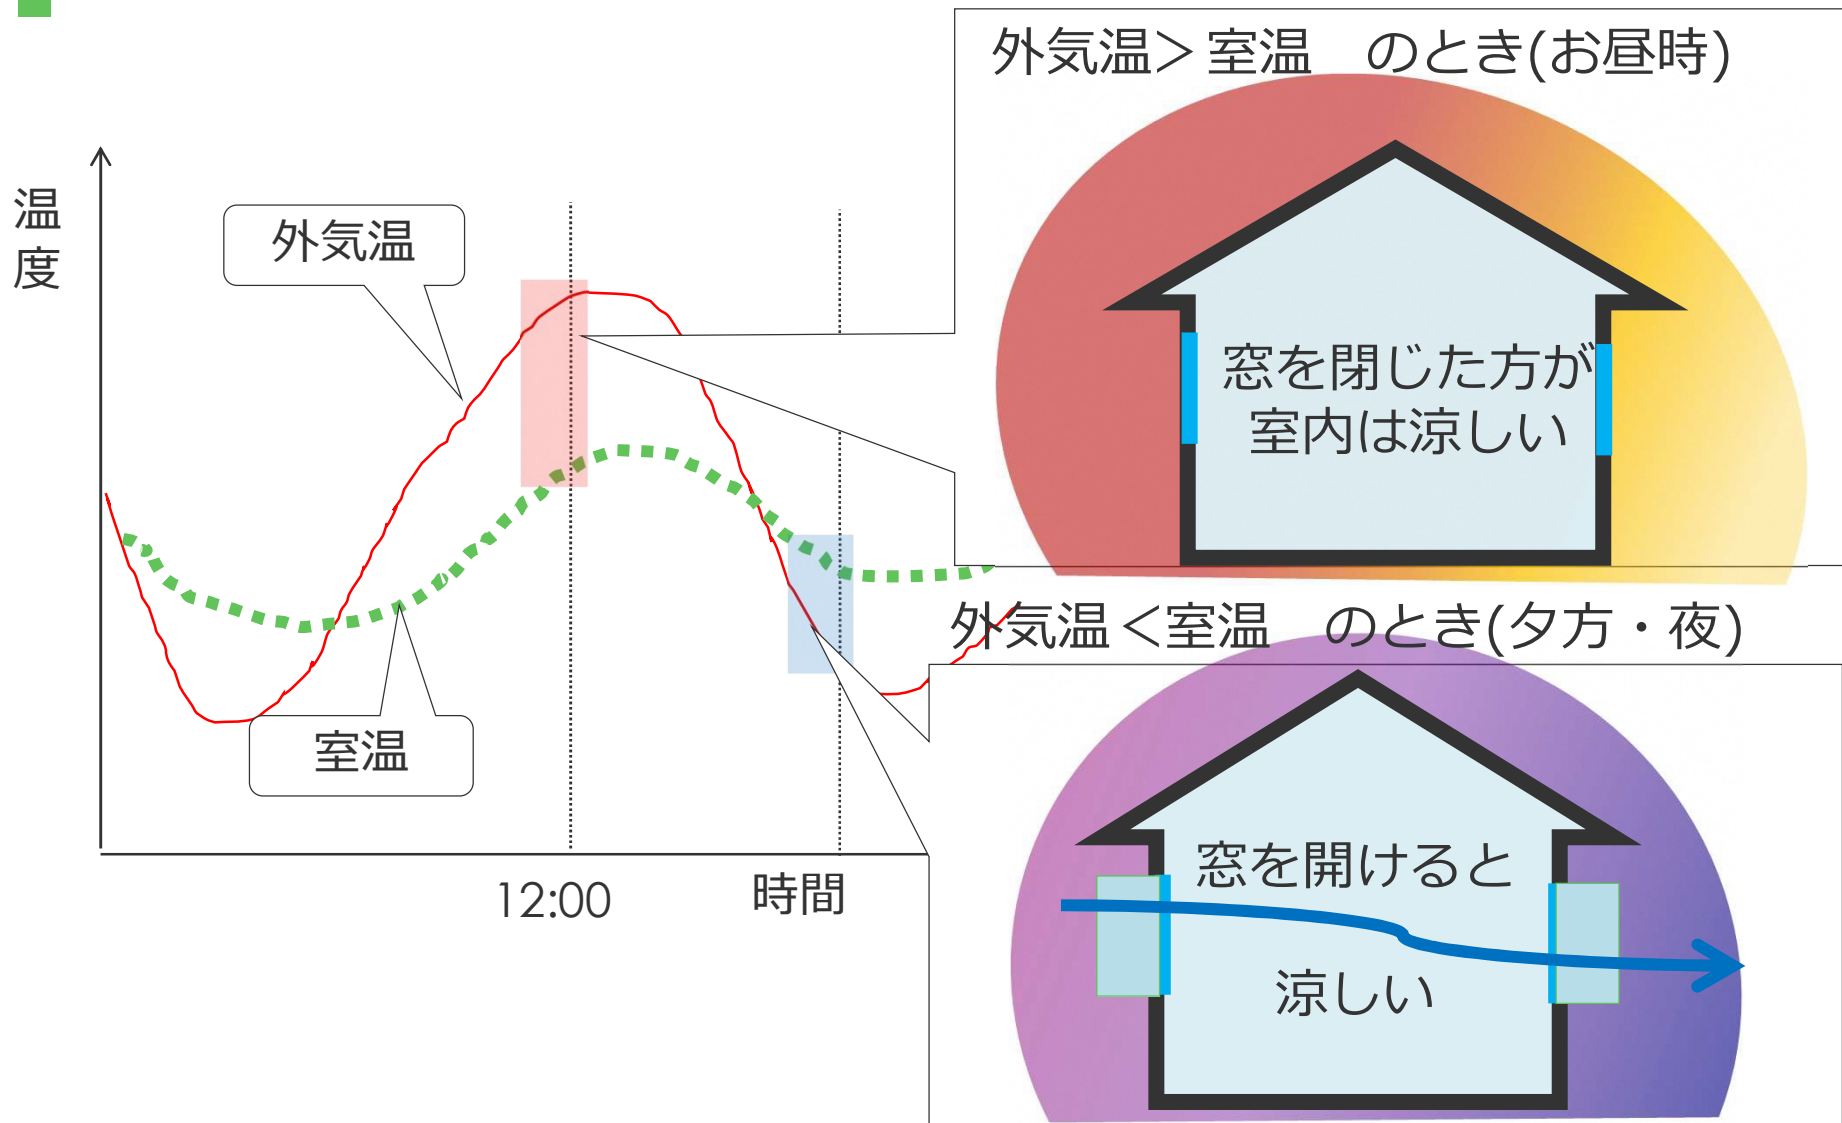 温
度
外気温
室温
12:00
時間
外気温＞室温　のとき(お昼時)
窓を閉じた方が
室内は涼しい
外気温＜室温　のとき(夕方・夜)
窓を開けると
涼しい